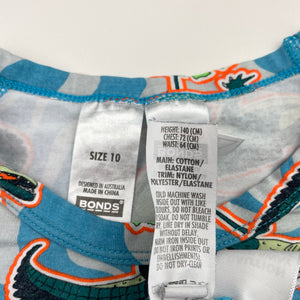 SIZE 10
DESIGNED IN AUSTRALIA
MADE IN CHINA
BONDS
HEIGHT: 140 (CM)
CHEST: 72 (CM)
WAIST: 64 (CM)
MAIN: COTTON/
ELASTANE
TRIM: NYLON/
POLYESTER/ELASTANE
COLD MACHINE WASH
INSIDE OUT WITH LIKE
COLOURS, DO NOT BLEACH
SOAK, DO NOT TUMBLE
DRY, LINE DRY IN SHADE
WITHOUT DELAY
WARM IRON INSIDE OUT
DO NOT IRON PRINTS OR
EMBELLISHMENTS
DO NOT DRY-CLEAN